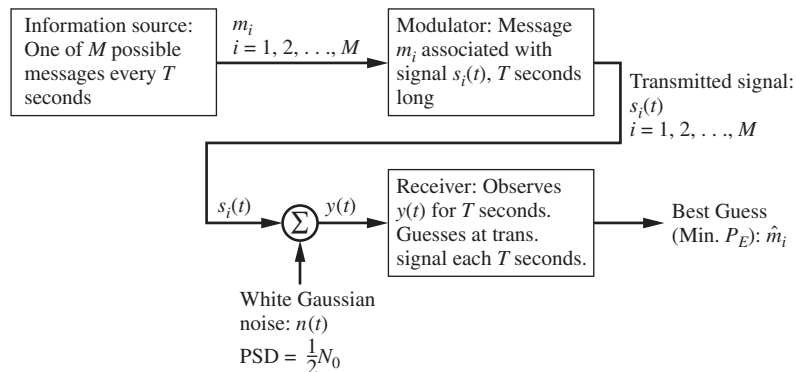 Information source:
One of M possible
messages every T
seconds
m_i
i = 1, 2, . . ., M
Modulator: Message
m_i associated with
signal s_i(t), T seconds
long
Transmitted signal:
s_i(t)
i = 1, 2, . . ., M
s_i(t)
Σ
y(t)
Receiver: Observes
y(t) for T seconds.
Guesses at trans.
signal each T seconds.
Best Guess
(Min. P_E): m̂_i
White Gaussian
noise: n(t)
PSD = 1/2 N_0